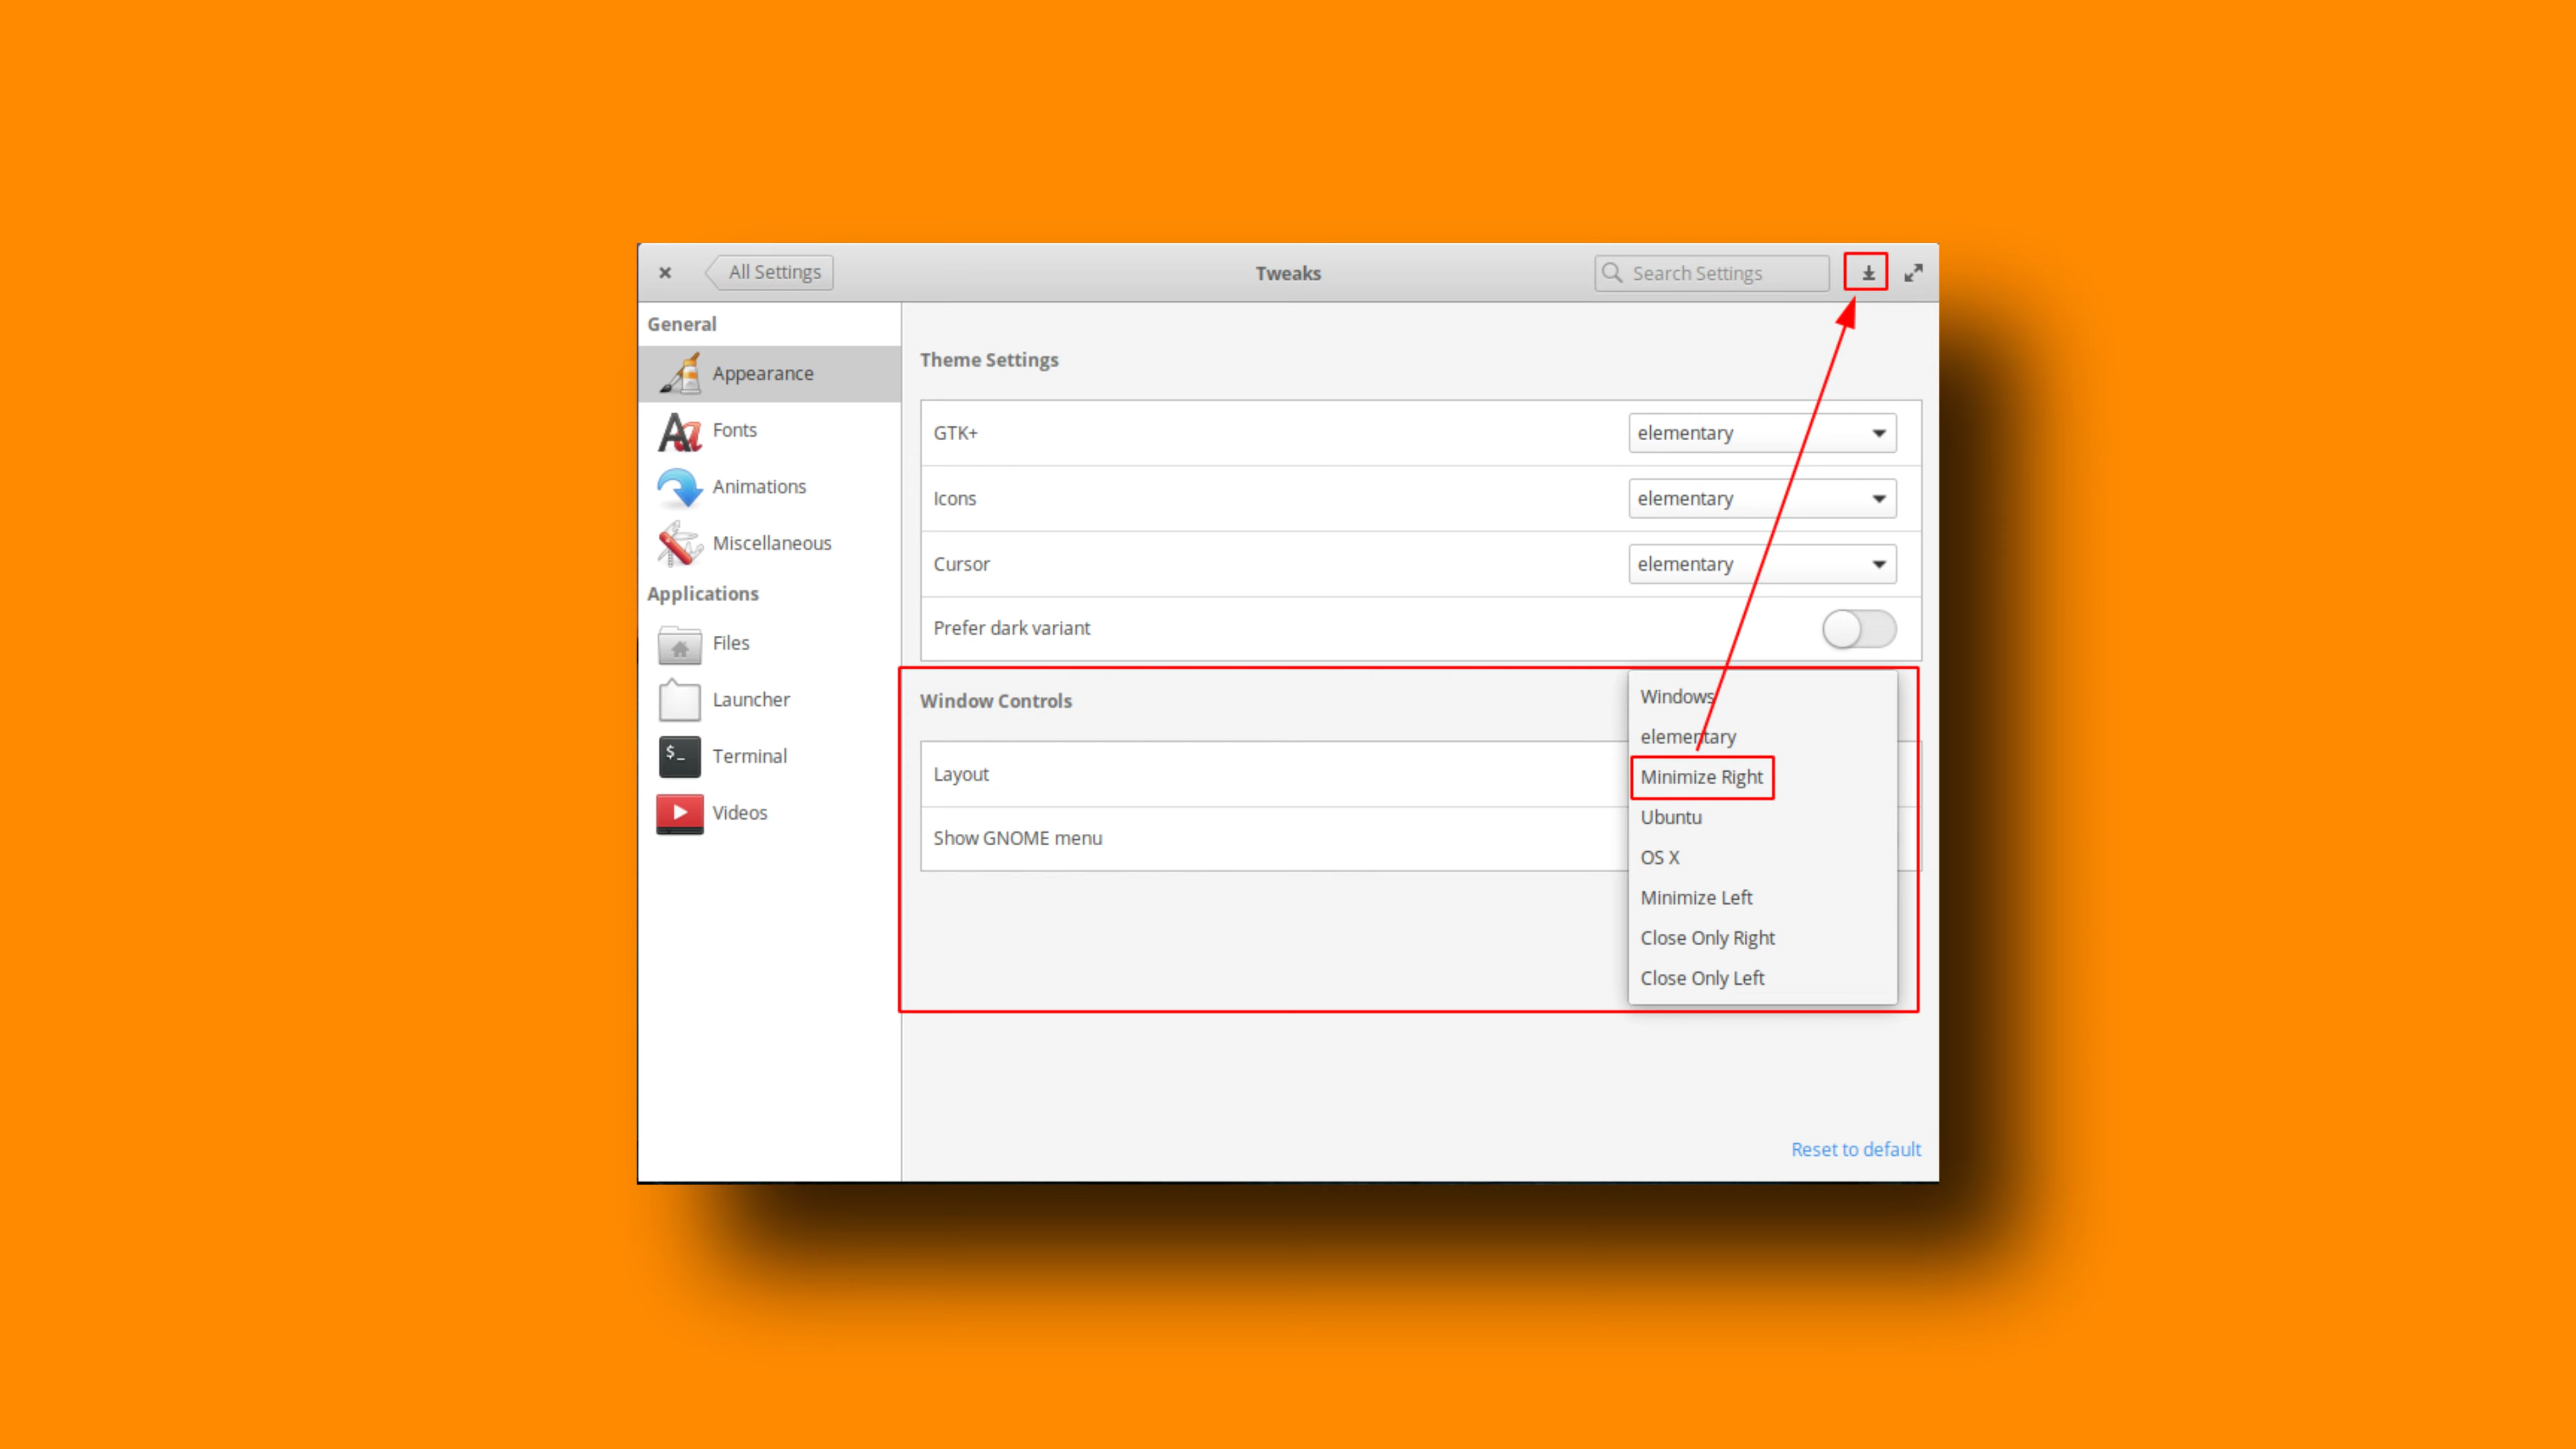 All Settings
Tweaks
Search Settings
General
Appearance
Fonts
Animations
Miscellaneous
Applications
Files
Launcher
$_
Terminal
Videos
Theme Settings
GTK+ elementary
Icons elementary
Cursor elementary
Prefer dark variant
Window Controls
Layout
Show GNOME menu
Windows
elementary
Minimize Right
Ubuntu
OS X
Minimize Left
Close Only Right
Close Only Left
Reset to default